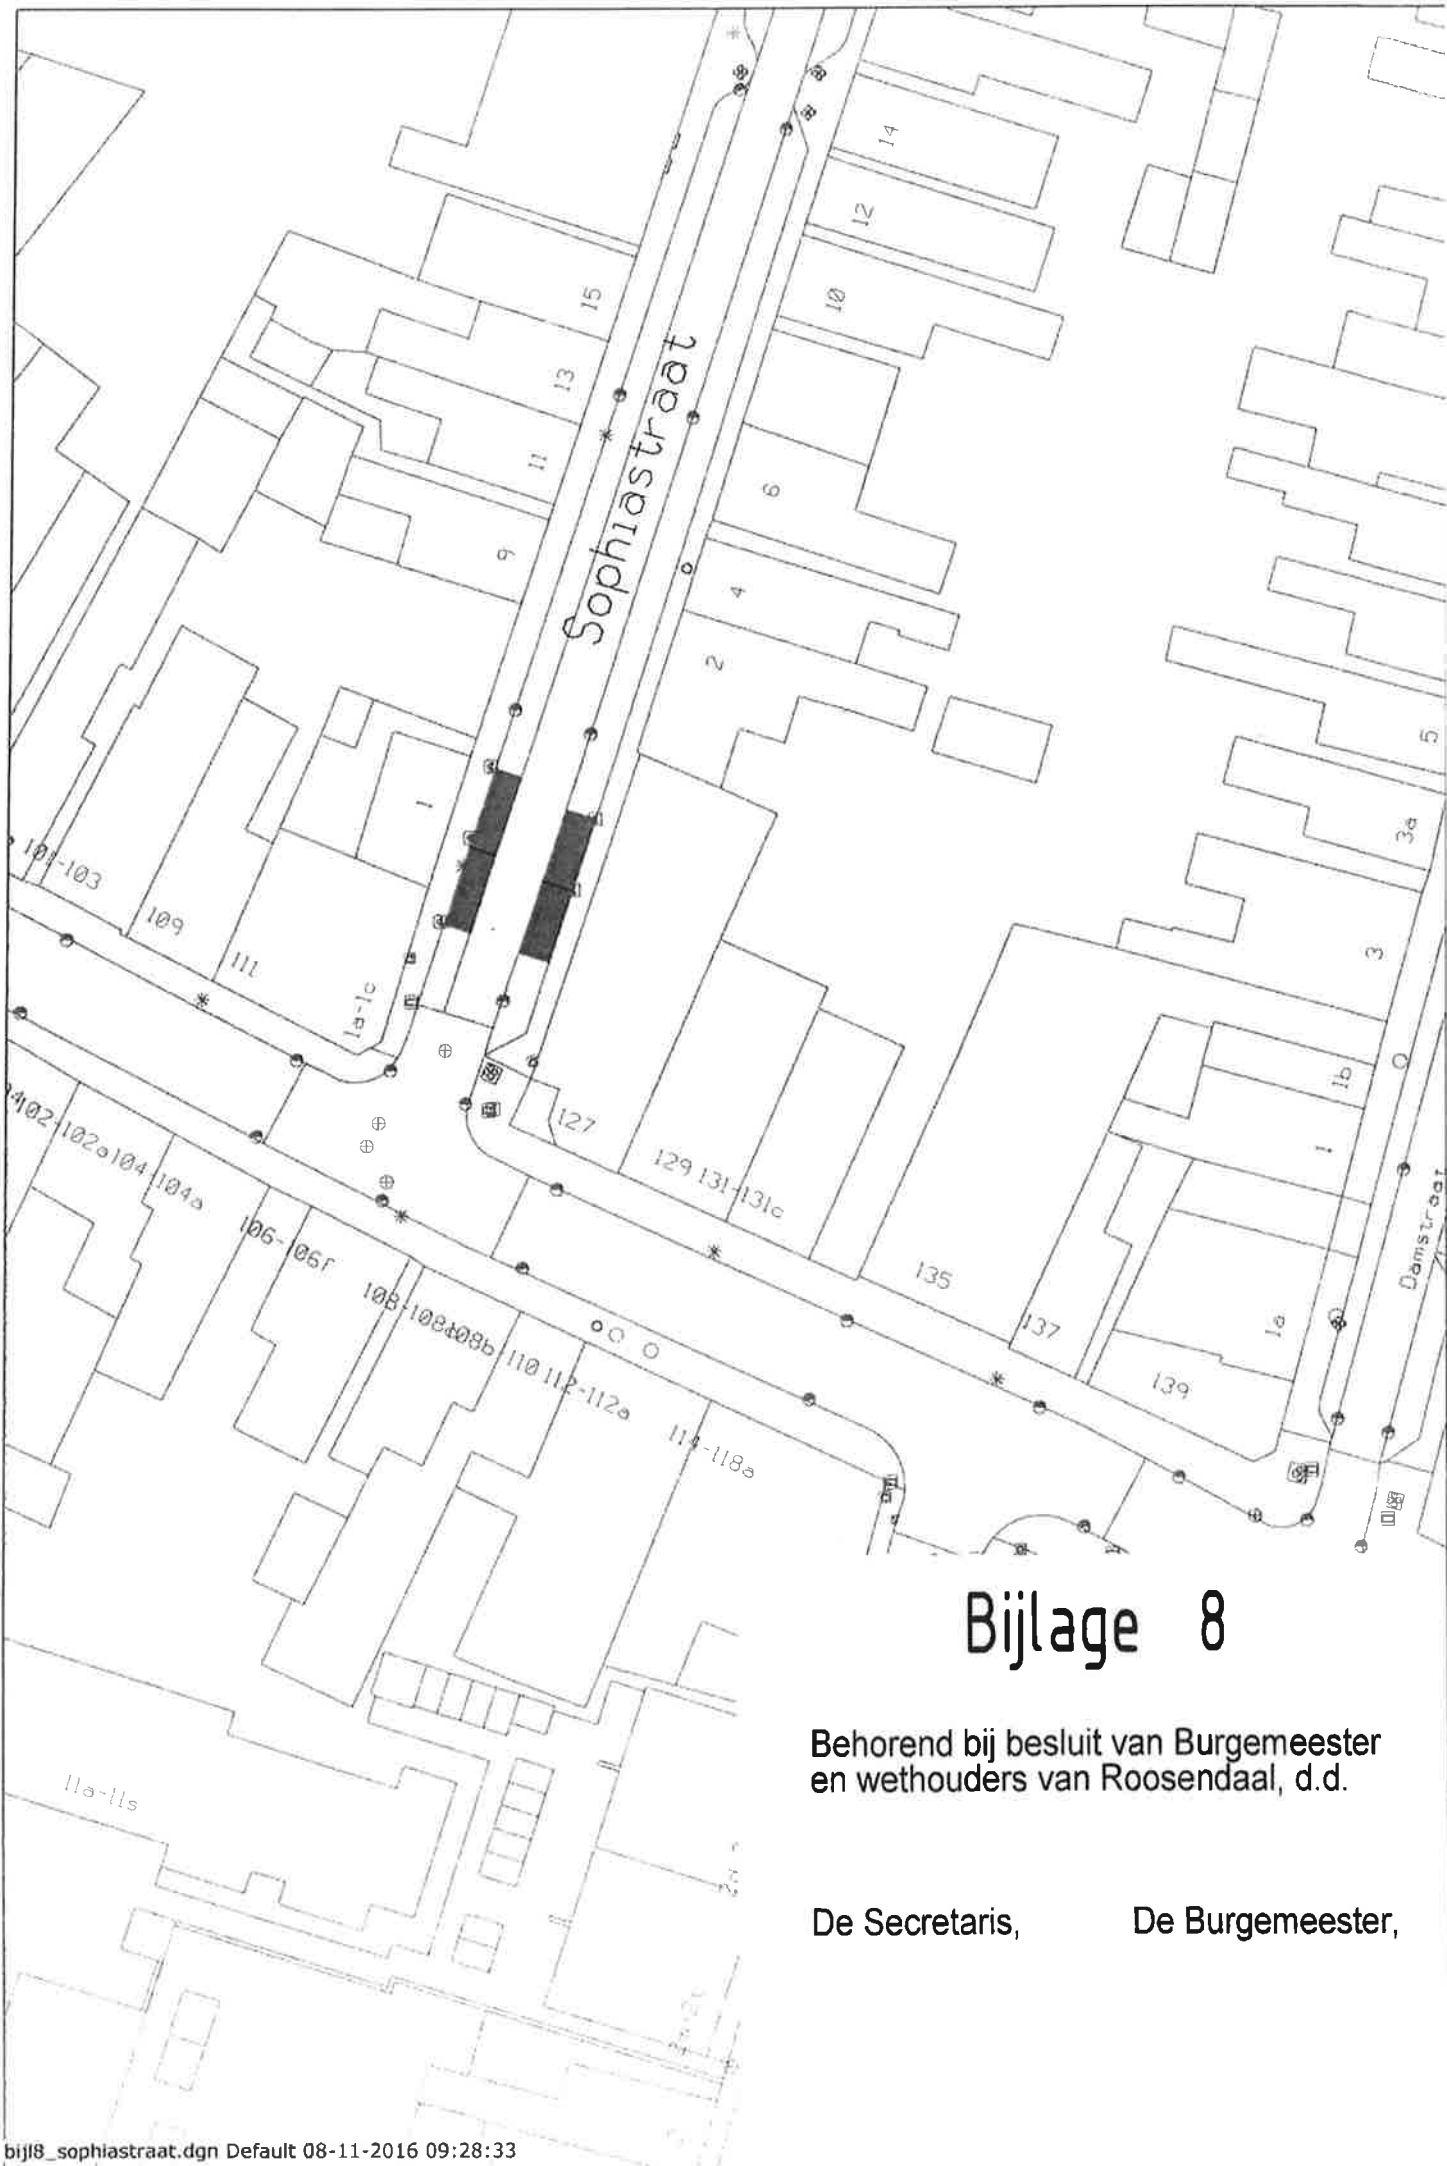 14
12
10
15
13
11
9
Sophiastraat
6
4
2
1
5
3a
3
1b
1
1a
Damstraat
101-103
109
111
1a-1c
127
129 131-131c
135
137
139
102-102a 104-104a
106-106f
108-108a
108b-110 112-112a
114-118a
11a-11s
Bijlage 8
Behorend bij besluit van Burgemeester
en wethouders van Roosendaal, d.d.
De Secretaris, De Burgemeester,
bijl8_sophiastraat.dgn Default 08-11-2016 09:28:33